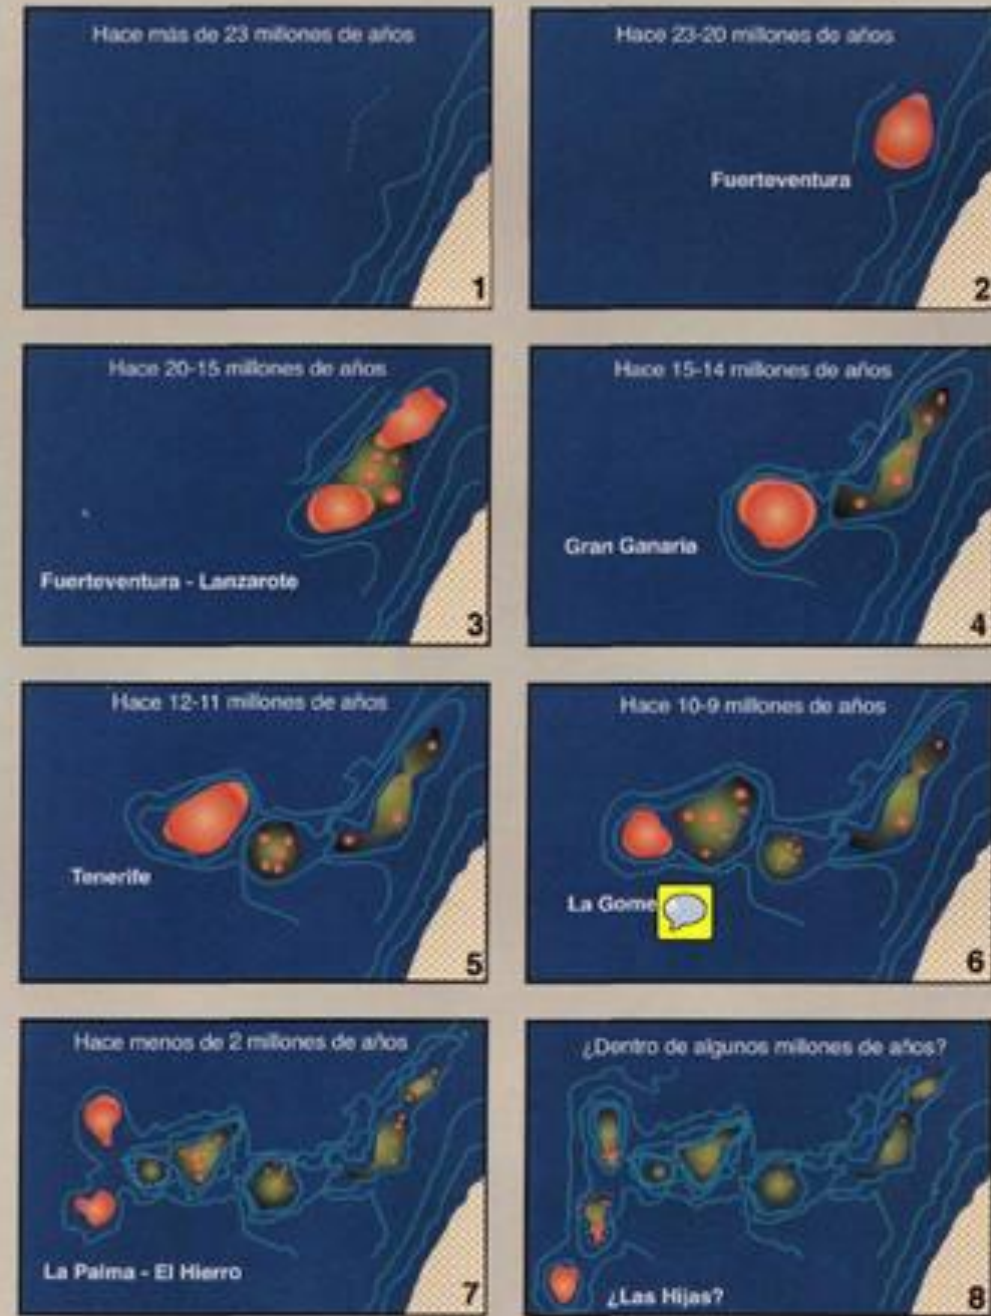 Hace más de 23 millones de años
1
Hace 23-20 millones de años
Fuerteventura
2
Hace 20-15 millones de años
Fuerteventura - Lanzarote
3
Hace 15-14 millones de años
Gran Ganaria
4
Hace 12-11 millones de años
Tenerife
5
Hace 10-9 millones de años
La Gome
6
Hace menos de 2 millones de años
La Palma - El Hierro
7
¿Dentro de algunos millones de años?
¿Las Hijas?
8